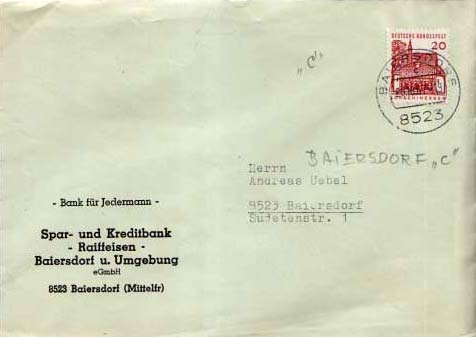 DEUTSCHE BUNDESPOST
20
"C"
BAIERSDORF
8523
BAIERSDORF "C"
Herrn
Andreas Uebel
8523 Baiersdorf
Sudetenstr. 1
- Bank für Jedermann -
Spar- und Kreditbank
- Raiffeisen -
Baiersdorf u. Umgebung
eGmbH
8523 Baiersdorf (Mittelfr)